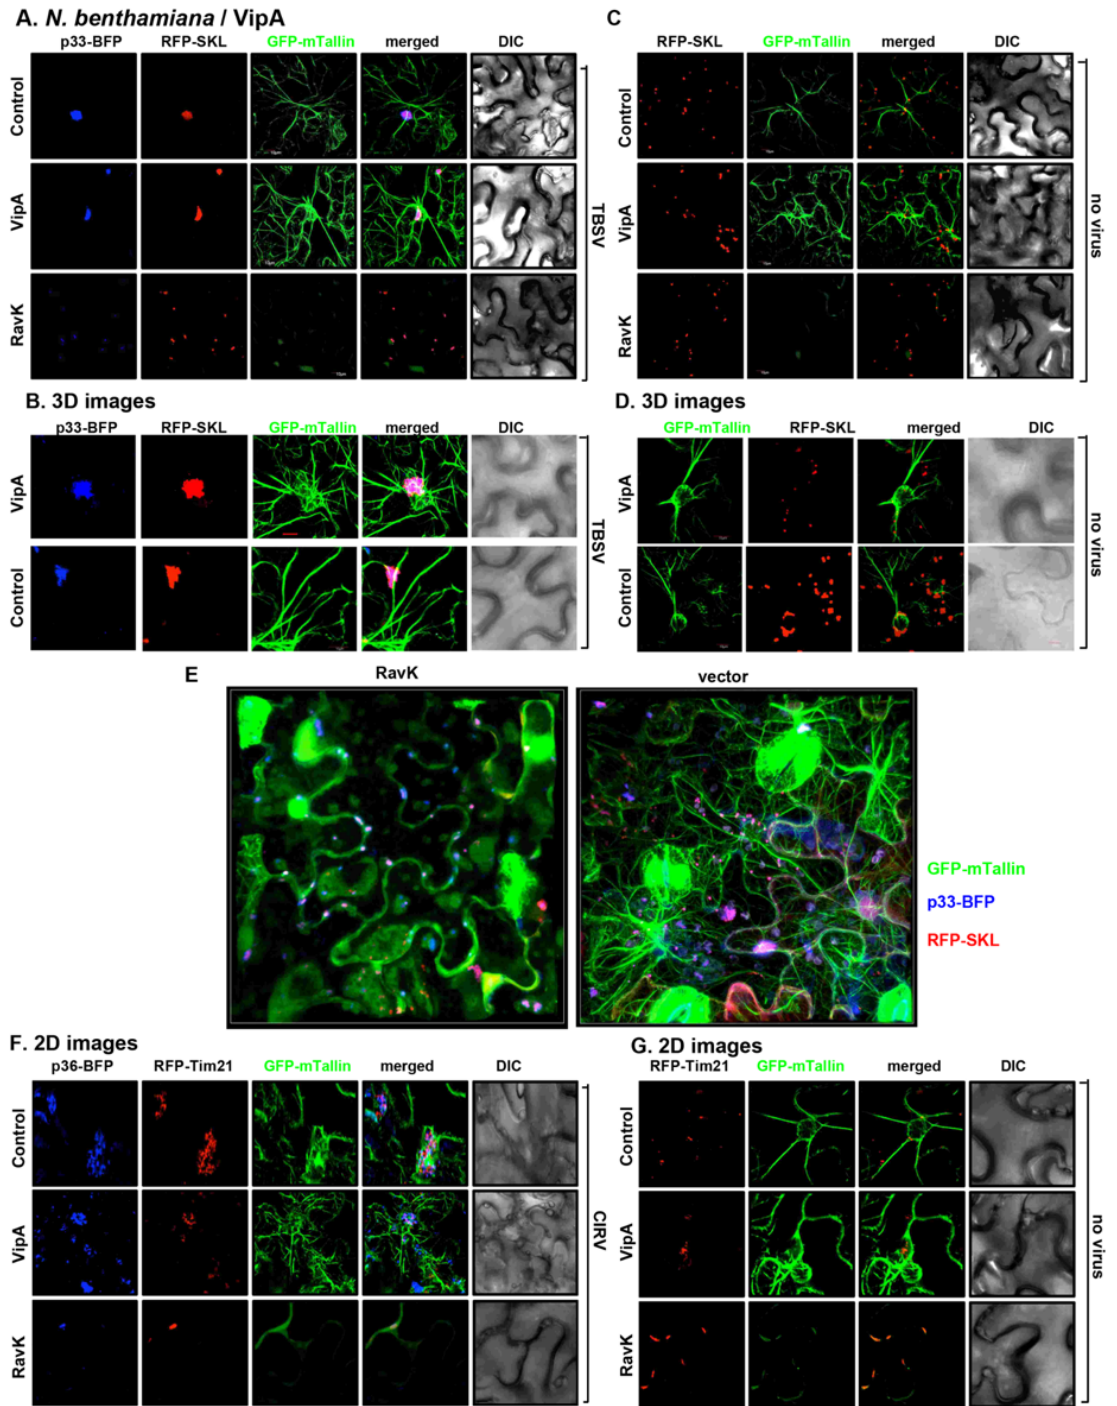 A. N. benthamiana / VipA
p33-BFP RFP-SKL GFP-mTallin merged DIC
Control
VipA
RavK
TBSV
C
RFP-SKL GFP-mTallin merged DIC
Control
VipA
RavK
no virus
B. 3D images
p33-BFP RFP-SKL GFP-mTallin merged DIC
VipA
Control
TBSV
D. 3D images
GFP-mTallin RFP-SKL merged DIC
VipA
Control
no virus
E
RavK vector
GFP-mTallin
p33-BFP
RFP-SKL
F. 2D images
p36-BFP RFP-Tim21 GFP-mTallin merged DIC
Control
VipA
RavK
CIRV
G. 2D images
RFP-Tim21 GFP-mTallin merged DIC
Control
VipA
RavK
no virus